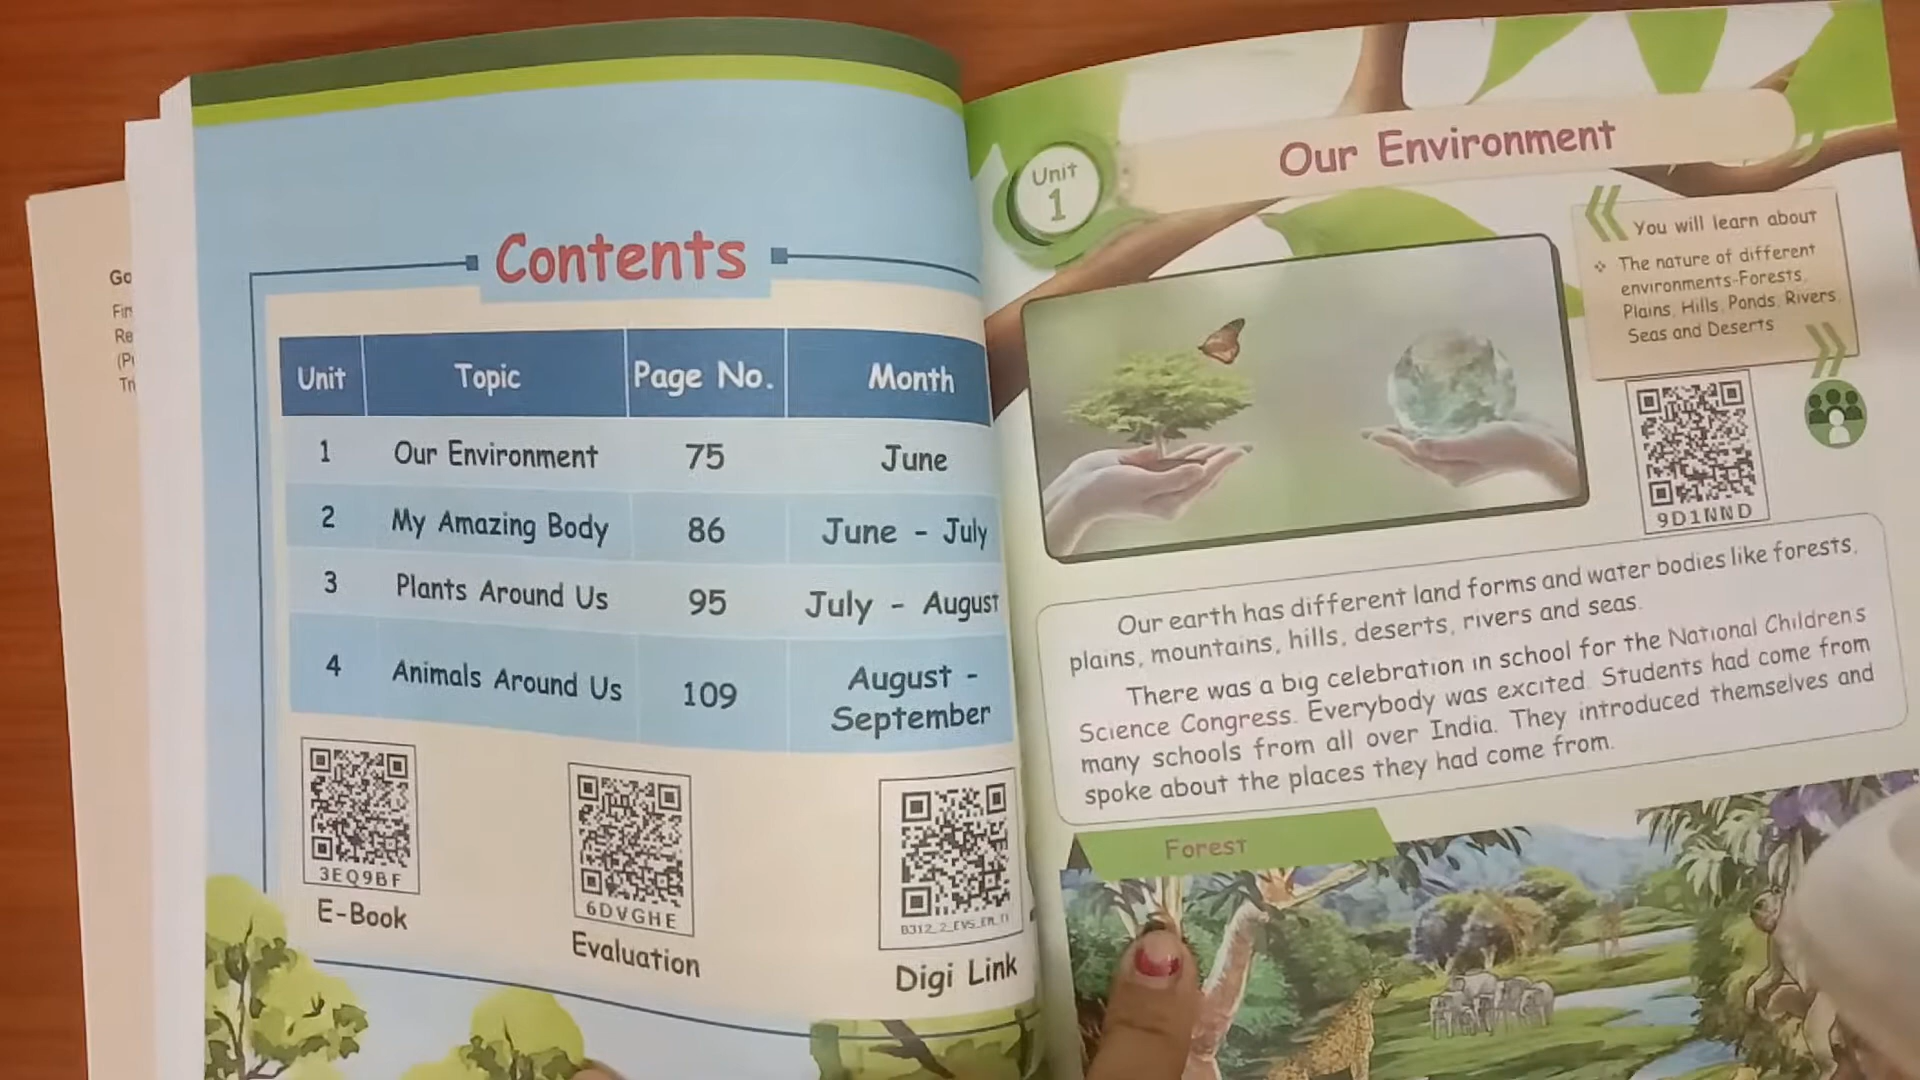 Contents
Unit Topic Page No. Month
1 Our Environment 75 June
2 My Amazing Body 86 June - July
3 Plants Around Us 95 July - August
4 Animals Around Us 109 August - September
3EQ9BF
E-Book
6DVGHE
Evaluation
B312_2_EVS_EM_T1
Digi Link
Unit
1
Our Environment
You will learn about
The nature of different
environments-Forests,
Plains, Hills, Ponds, Rivers,
Seas and Deserts
9D1NND
Our earth has different land forms and water bodies like forests,
plains, mountains, hills, deserts, rivers and seas.
There was a big celebration in school for the National Childrens
Science Congress. Everybody was excited. Students had come from
many schools from all over India. They introduced themselves and
spoke about the places they had come from.
Forest